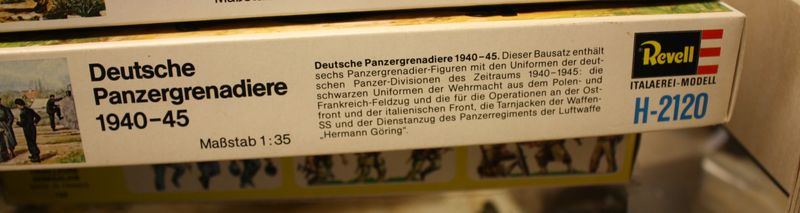 Deutsche
Panzergrenadiere
1940-45
Maßstab 1:35
Deutsche Panzergrenadiere 1940-45. Dieser Bausatz enthält
sechs Panzergrenadier-Figuren mit den Uniformen der deut-
schen Panzer-Divisionen des Zeitraums 1940-1945: die
schwarzen Uniformen der Wehrmacht aus dem Polen- und
Frankreich-Feldzug und die für die Operationen an der Ost-
front und der italienischen Front, die Tarnjacken der Waffen-
SS und der Dienstanzug des Panzerregiments der Luftwaffe
„Hermann Göring".
Revell
ITALAEREI-MODELL
H-2120